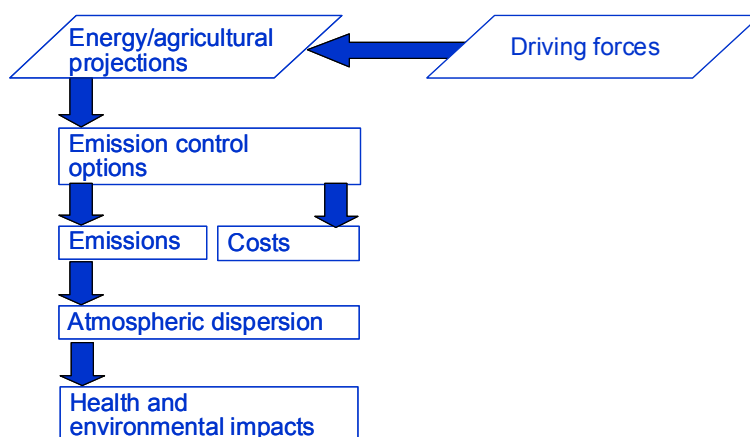 Energy/agricultural
projections
Driving forces
Emission control
options
Emissions
Costs
Atmospheric dispersion
Health and
environmental impacts